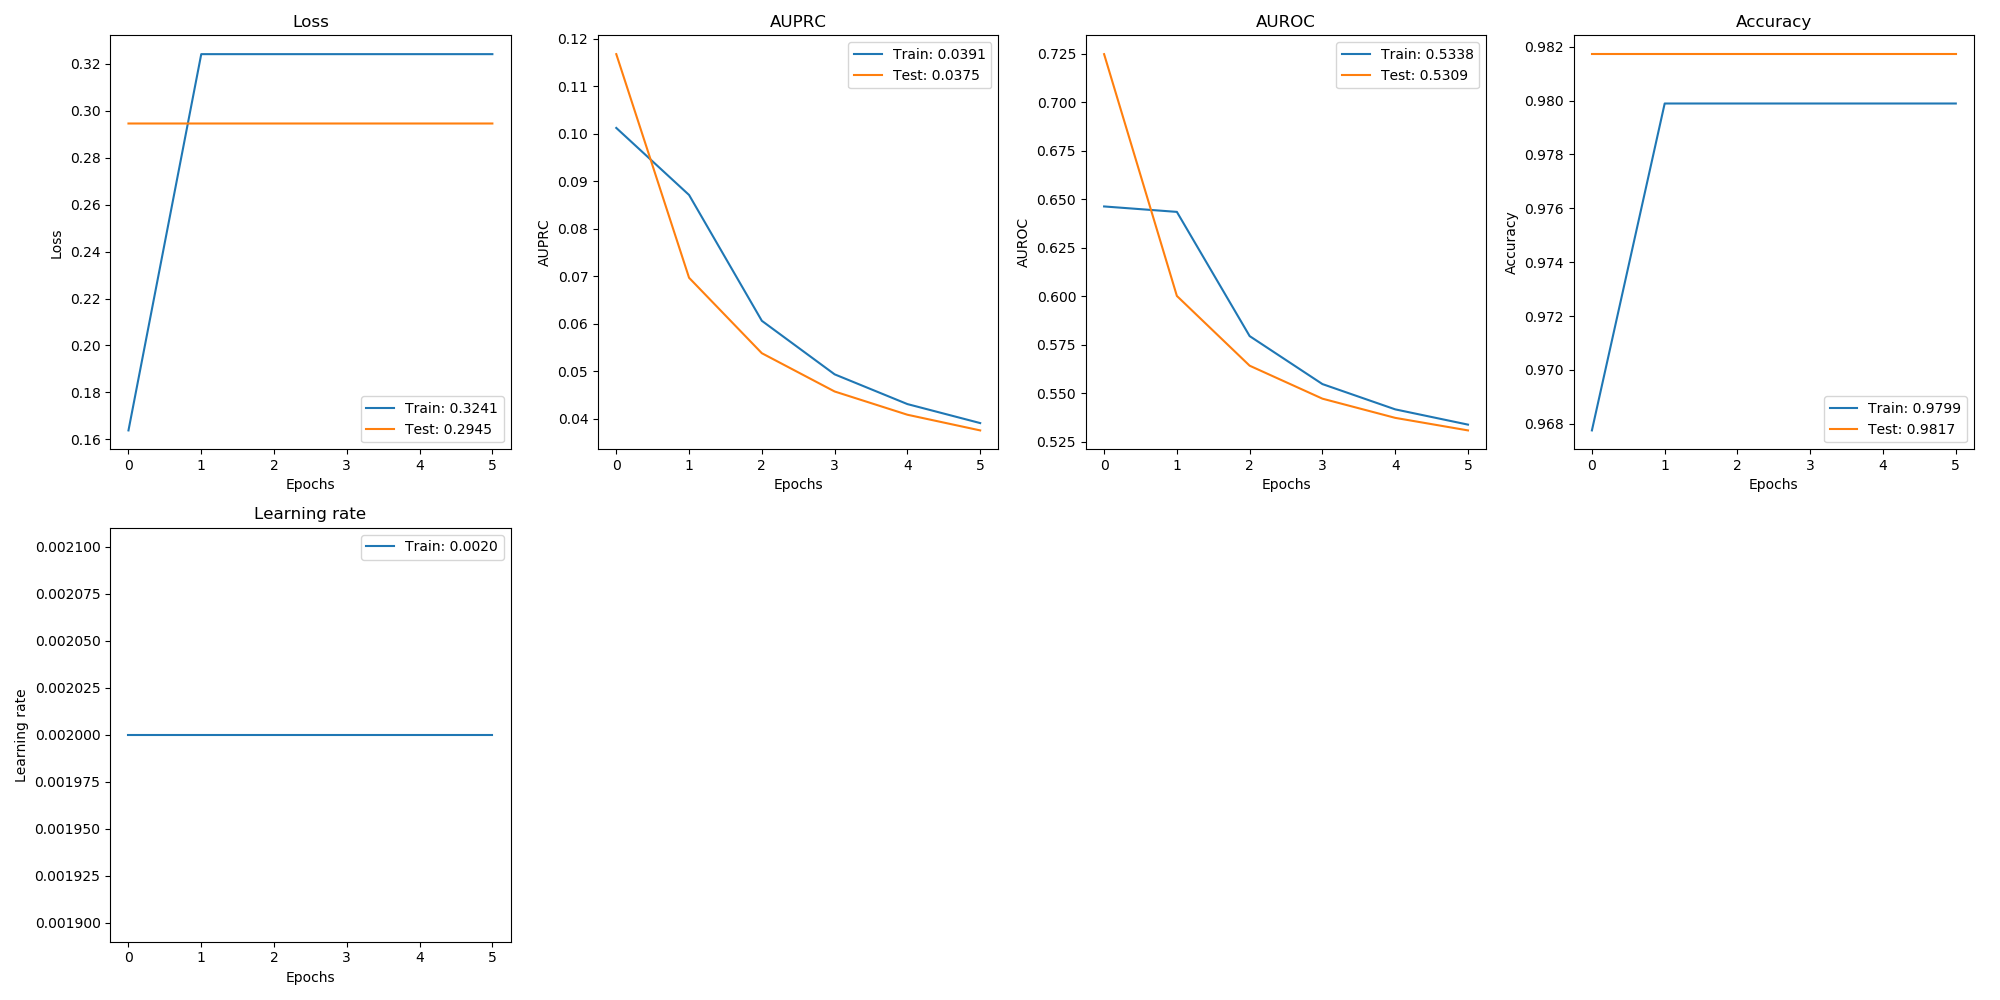 Loss
Loss
0.32
0.30
0.28
0.26
0.24
0.22
0.20
0.18
0.16
Train: 0.3241
Test: 0.2945
0 1 2 3 4 5
Epochs
AUPRC
AUPRC
0.12
0.11
0.10
0.09
0.08
0.07
0.06
0.05
0.04
Train: 0.0391
Test: 0.0375
0 1 2 3 4 5
Epochs
AUROC
AUROC
0.725
0.700
0.675
0.650
0.625
0.600
0.575
0.550
0.525
Train: 0.5338
Test: 0.5309
0 1 2 3 4 5
Epochs
Accuracy
Accuracy
0.982
0.980
0.978
0.976
0.974
0.972
0.970
0.968
Train: 0.9799
Test: 0.9817
0 1 2 3 4 5
Epochs
Learning rate
Learning rate
0.002100
0.002075
0.002050
0.002025
0.002000
0.001975
0.001950
0.001925
0.001900
Train: 0.0020
0 1 2 3 4 5
Epochs